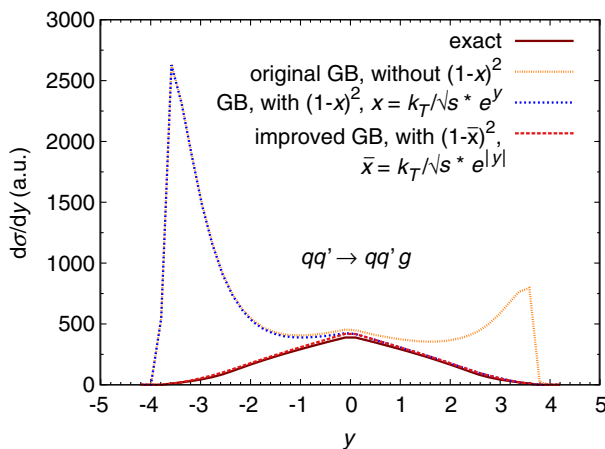 3000
2500
2000
1500
1000
500
0
dσ/dy (a.u.)
exact
original GB, without (1-x)²
GB, with (1-x)², x = k_T/√s * e^y
improved GB, with (1-x̄)²,
x̄ = k_T/√s * e^|y|
qq' → qq' g
-5 -4 -3 -2 -1 0 1 2 3 4 5
y